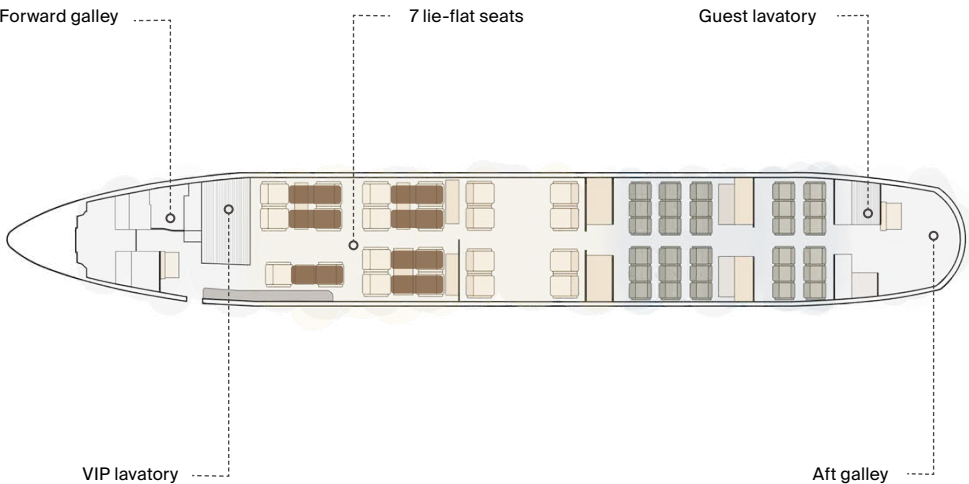 Forward galley
7 lie-flat seats
Guest lavatory
VIP lavatory
Aft galley